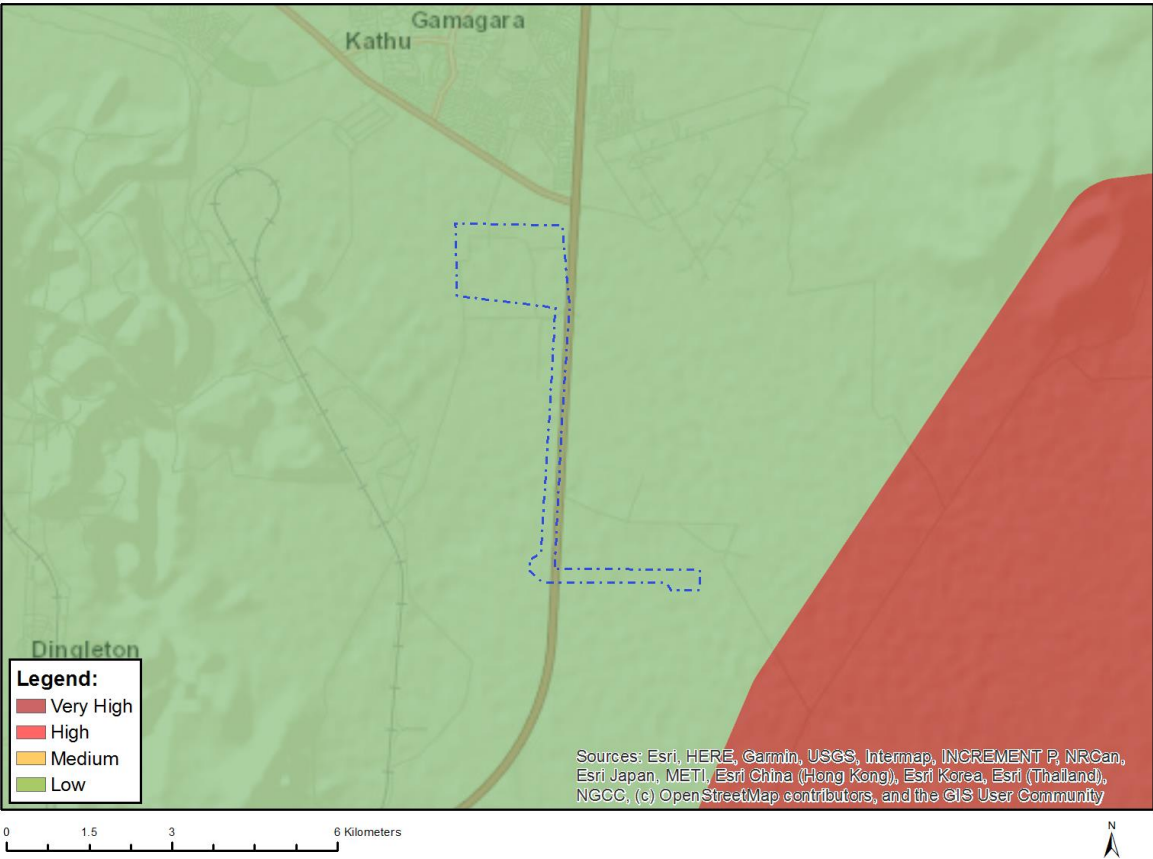 Gamagara
Kathu
Dingleton
Legend:
Very High
High
Medium
Low
Sources: Esri, HERE, Garmin, USGS, Intermap, INCREMENT P, NRCan,
Esri Japan, METI, Esri China (Hong Kong), Esri Korea, Esri (Thailand),
NGCC, (c) OpenStreetMap contributors, and the GIS User Community
0 1.5 3 6 Kilometers
N